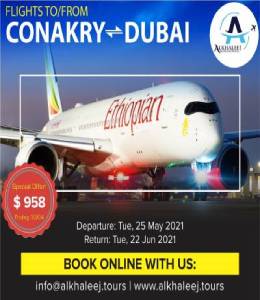 FLIGHTS TO/FROM
CONAKRY⇌DUBAI
A
ALKHALEEJ
TOURS
Ethiopian
Special Offer
$ 958
Departure: Tue, 25 May 2021
Return: Tue, 22 Jun 2021
BOOK ONLINE WITH US:
info@alkhaleej.tours | www.alkhaleej.tours